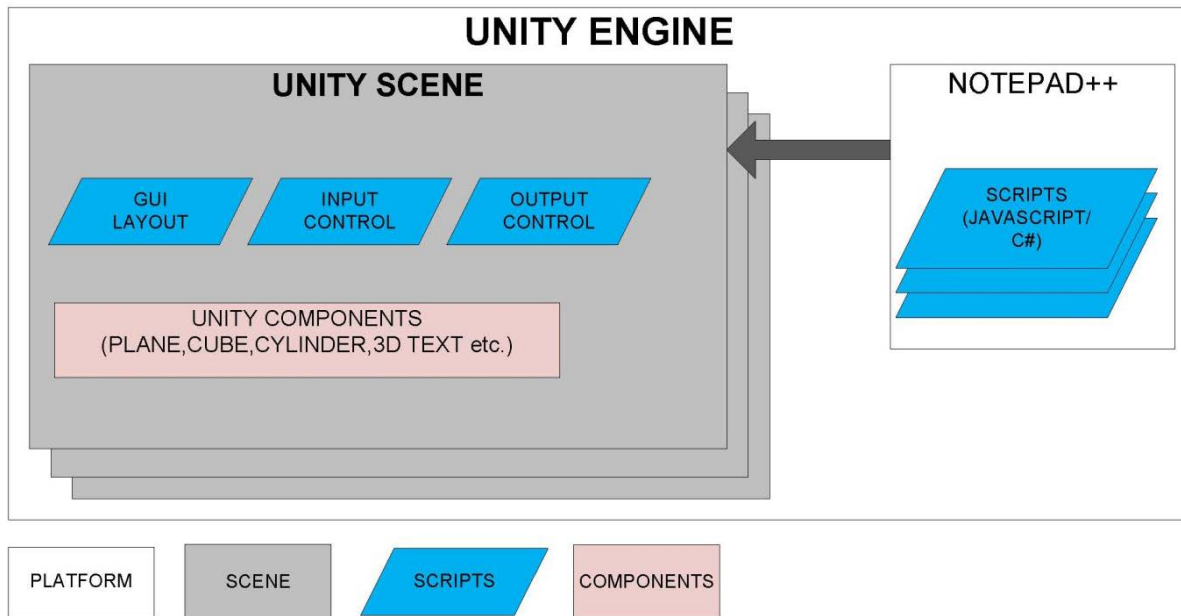 UNITY ENGINE
UNITY SCENE
NOTEPAD++
GUI
LAYOUT
INPUT
CONTROL
OUTPUT
CONTROL
SCRIPTS
(JAVASCRIPT/
C#)
UNITY COMPONENTS
(PLANE,CUBE,CYLINDER,3D TEXT etc.)
PLATFORM
SCENE
SCRIPTS
COMPONENTS